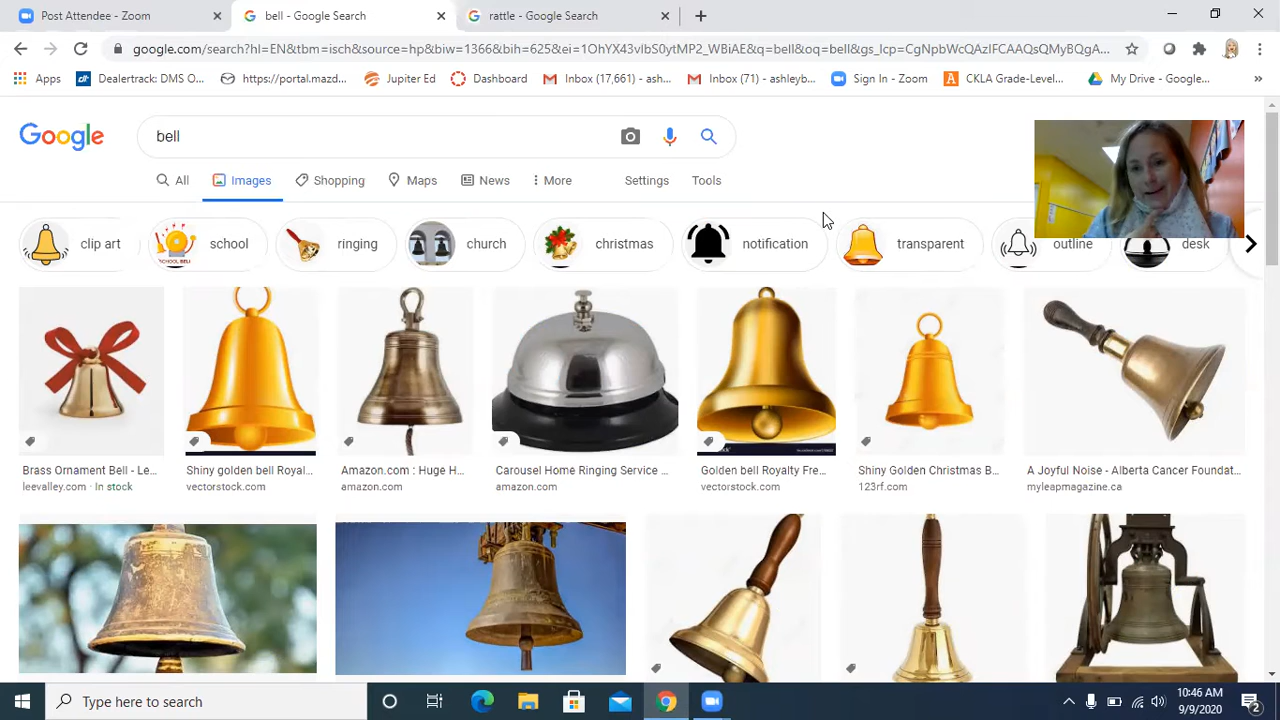 Post Attendee - Zoom
bell - Google Search
rattle - Google Search
google.com/search?hl=EN&tbm=isch&source=hp&biw=1366&bih=625&ei=1OhYX43vibS0ytMP2_WBiAE&q=bell&oq=bell&gs_lcp=CgNpbWcQAzIFCAAQsQMyBQgA...
Apps
Dealertrack: DMS O...
https://portal.mazd...
Jupiter Ed
Dashboard
Inbox (17,661) - ash...
Inbox (71) - ashleyb...
Sign In - Zoom
CKLA Grade-Level...
My Drive - Google...
»
Google
bell
All
Images
Shopping
Maps
News
More
Settings
Tools
clip art
SCHOOL BELL
school
ringing
church
christmas
notification
transparent
outline
desk
Brass Ornament Bell - Le...
leevalley.com · In stock
Shiny golden bell Royal...
vectorstock.com
Amazon.com : Huge H...
amazon.com
Carousel Home Ringing Service ...
amazon.com
Golden bell Royalty Fre...
vectorstock.com
Shiny Golden Christmas B...
123rf.com
A Joyful Noise - Alberta Cancer Foundat...
myleapmagazine.ca
Type here to search
10:46 AM
9/9/2020
2